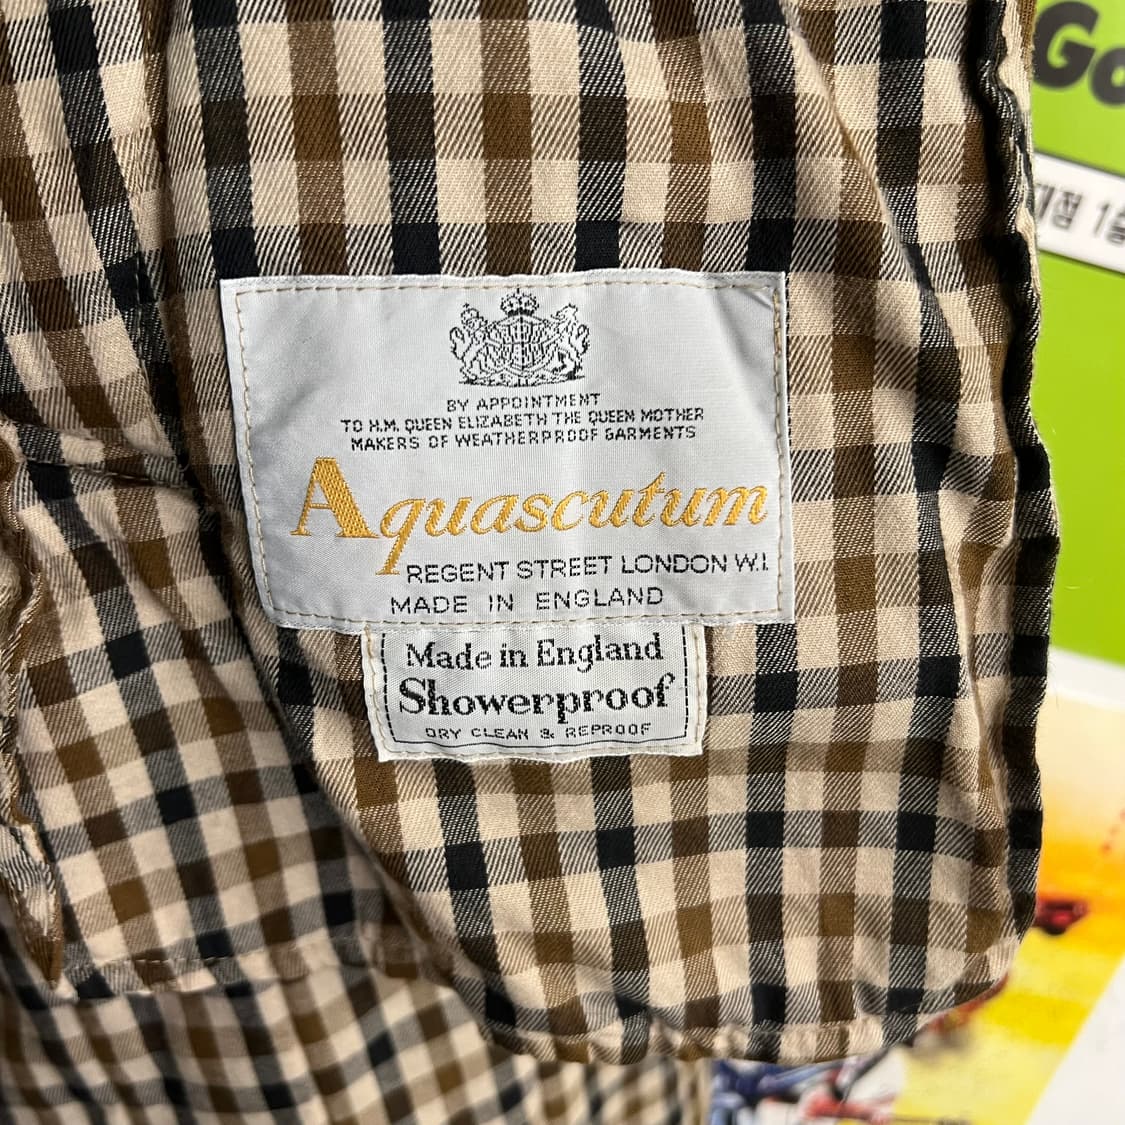 BY APPOINTMENT
TO H.M. QUEEN ELIZABETH THE QUEEN MOTHER
MAKERS OF WEATHERPROOF GARMENTS
Aquascutum
REGENT STREET LONDON W.I.
MADE IN ENGLAND
Made in England
Showerproof
DRY CLEAN & REPROOF
Go